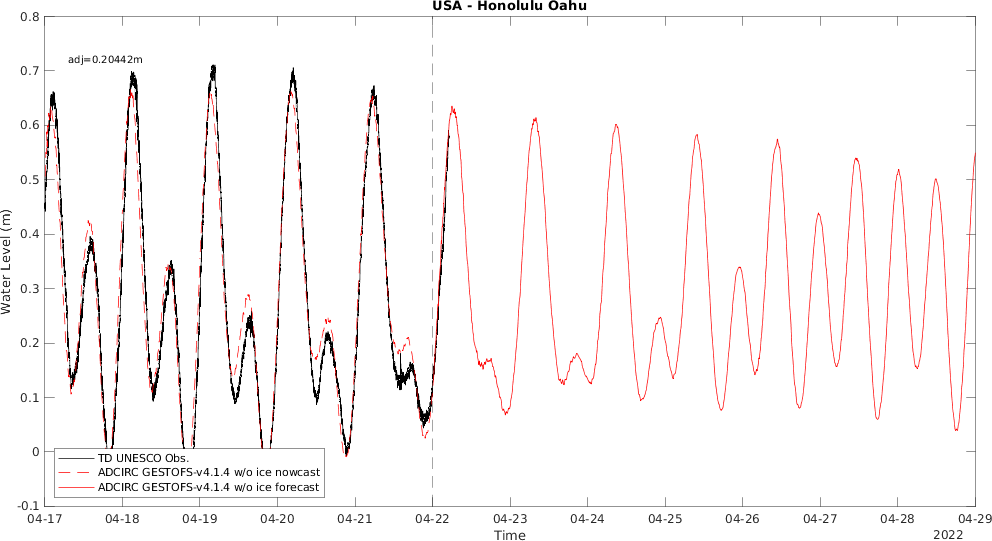 USA - Honolulu Oahu
0.8
0.7
0.6
0.5
0.4
0.3
0.2
0.1
0
-0.1
Water Level (m)
adj=0.20442m
TD UNESCO Obs.
ADCIRC GESTOFS-v4.1.4 w/o ice nowcast
ADCIRC GESTOFS-v4.1.4 w/o ice forecast
04-17 04-18 04-19 04-20 04-21 04-22 04-23 04-24 04-25 04-26 04-27 04-28 04-29
Time
2022